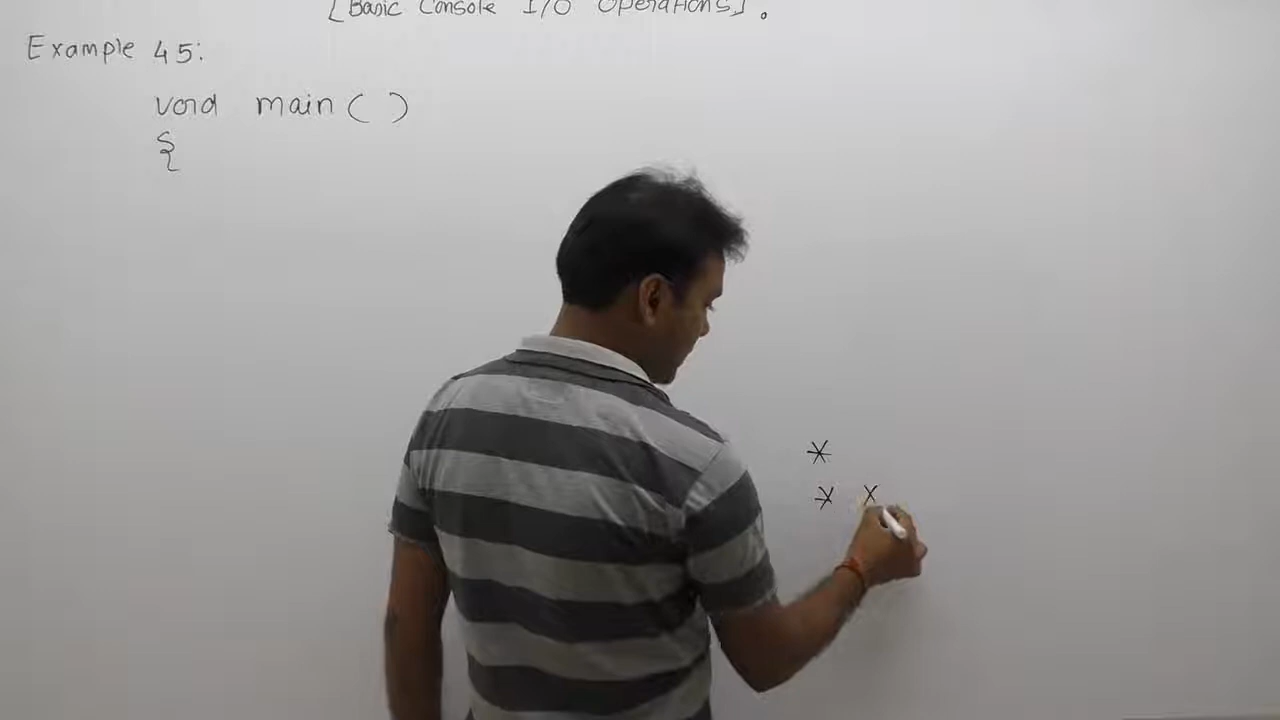 [Basic Console I/O Operations].
Example 45:
void main( )
{
*
* *